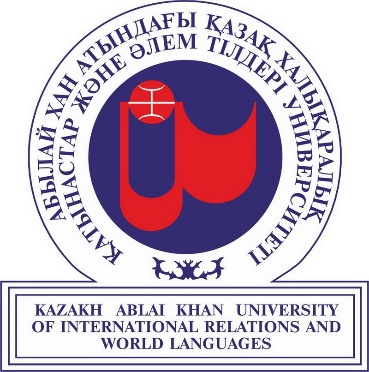 АБЫЛАЙ ХАН АТЫНДАҒЫ ҚАЗАҚ ХАЛЫҚАРАЛЫҚ
ҚАТЫНАСТАР ЖӘНЕ ӘЛЕМ ТІЛДЕРІ УНИВЕРСИТЕТІ
KAZAKH ABLAI KHAN UNIVERSITY
OF INTERNATIONAL RELATIONS AND
WORLD LANGUAGES